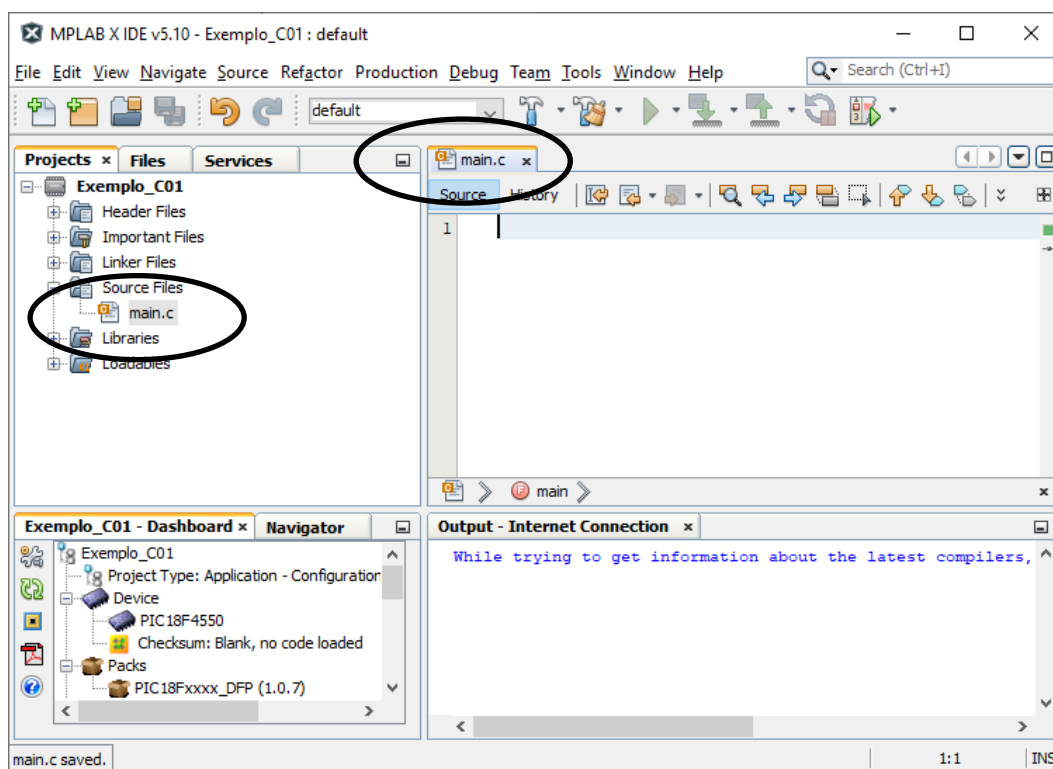 MPLAB X IDE v5.10 - Exemplo_C01 : default
File Edit View Navigate Source Refactor Production Debug Team Tools Window Help
Search (Ctrl+I)
default
Projects Files Services
Exemplo_C01
Header Files
Important Files
Linker Files
Source Files
main.c
Libraries
Loadables
main.c
Source History
1
main
Exemplo_C01 - Dashboard Navigator
Exemplo_C01
Project Type: Application - Configuration
Device
PIC18F4550
Checksum: Blank, no code loaded
Packs
PIC18Fxxxx_DFP (1.0.7)
Output - Internet Connection
While trying to get information about the latest compilers,
main.c saved.
1:1
INS